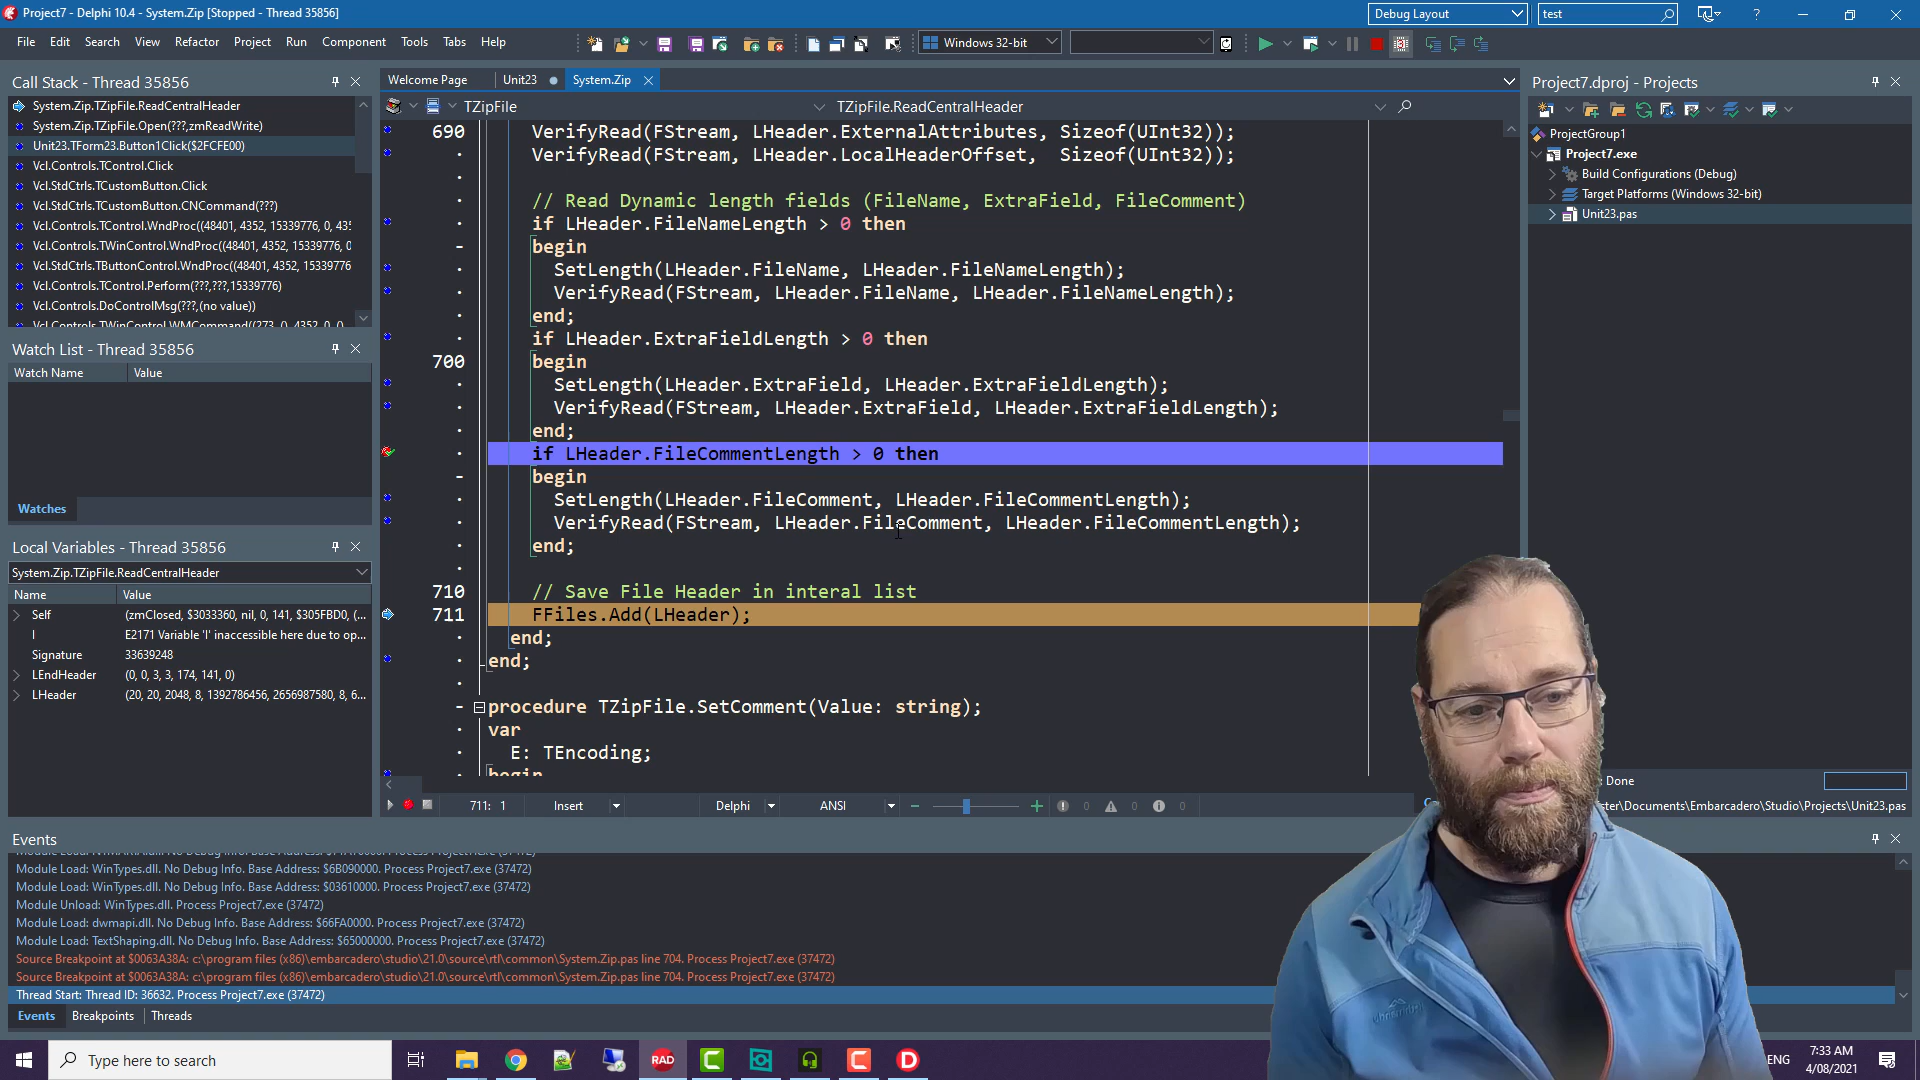 Project7 - Delphi 10.4 - System.Zip [Stopped - Thread 35856]
Debug Layout
test
File Edit Search View Refactor Project Run Component Tools Tabs Help
Windows 32-bit
Call Stack - Thread 35856
System.Zip.TZipFile.ReadCentralHeader
System.Zip.TZipFile.Open(???,zmReadWrite)
Unit23.TForm23.Button1Click($2FCFE00)
Vcl.Controls.TControl.Click
Vcl.StdCtrls.TCustomButton.Click
Vcl.StdCtrls.TCustomButton.CNCommand(???)
Vcl.Controls.TControl.WndProc((48401, 4352, 15339776, 0, 435
Vcl.Controls.TWinControl.WndProc((48401, 4352, 15339776, 0
Vcl.StdCtrls.TButtonControl.WndProc((48401, 4352, 15339776
Vcl.Controls.TControl.Perform(???,???,15339776)
Vcl.Controls.DoControlMsg(???,(no value))
Vcl.Controls.TWinControl.WMCommand((273, 0, 4352, 0, 0
Watch List - Thread 35856
Watch Name Value
Watches
Local Variables - Thread 35856
System.Zip.TZipFile.ReadCentralHeader
Name Value
Self (zmClosed, $3033360, nil, 0, 141, $305FBD0, (...
I E2171 Variable 'I' inaccessible here due to op...
Signature 33639248
LEndHeader (0, 0, 3, 3, 174, 141, 0)
LHeader (20, 20, 2048, 8, 1392786456, 2656987580, 8, 6...
Welcome Page Unit23 System.Zip
TZipFile TZipFile.ReadCentralHeader
690 VerifyRead(FStream, LHeader.ExternalAttributes, Sizeof(UInt32));
VerifyRead(FStream, LHeader.LocalHeaderOffset, Sizeof(UInt32));
// Read Dynamic length fields (FileName, ExtraField, FileComment)
if LHeader.FileNameLength > 0 then
begin
SetLength(LHeader.FileName, LHeader.FileNameLength);
VerifyRead(FStream, LHeader.FileName, LHeader.FileNameLength);
end;
if LHeader.ExtraFieldLength > 0 then
700 begin
SetLength(LHeader.ExtraField, LHeader.ExtraFieldLength);
VerifyRead(FStream, LHeader.ExtraField, LHeader.ExtraFieldLength);
end;
if LHeader.FileCommentLength > 0 then
begin
SetLength(LHeader.FileComment, LHeader.FileCommentLength);
VerifyRead(FStream, LHeader.FileComment, LHeader.FileCommentLength);
end;
710 // Save File Header in interal list
711 FFiles.Add(LHeader);
end;
end;
procedure TZipFile.SetComment(Value: string);
var
E: TEncoding;
begin
711: 1 Insert Delphi ANSI 0 0 0
Project7.dproj - Projects
ProjectGroup1
Project7.exe
Build Configurations (Debug)
Target Platforms (Windows 32-bit)
Unit23.pas
: Done
ster\Documents\Embarcadero\Studio\Projects\Unit23.pas
Events
Module Load: WinTypes.dll. No Debug Info. Base Address: $6B090000. Process Project7.exe (37472)
Module Load: WinTypes.dll. No Debug Info. Base Address: $03610000. Process Project7.exe (37472)
Module Unload: WinTypes.dll. Process Project7.exe (37472)
Module Load: dwmapi.dll. No Debug Info. Base Address: $66FA0000. Process Project7.exe (37472)
Module Load: TextShaping.dll. No Debug Info. Base Address: $65000000. Process Project7.exe (37472)
Source Breakpoint at $0063A38A: c:\program files (x86)\embarcadero\studio\21.0\source\rtl\common\System.Zip.pas line 704. Process Project7.exe (37472)
Source Breakpoint at $0063A38A: c:\program files (x86)\embarcadero\studio\21.0\source\rtl\common\System.Zip.pas line 704. Process Project7.exe (37472)
Thread Start: Thread ID: 36632. Process Project7.exe (37472)
Events Breakpoints Threads
Type here to search
RAD
ENG
7:33 AM
4/08/2021